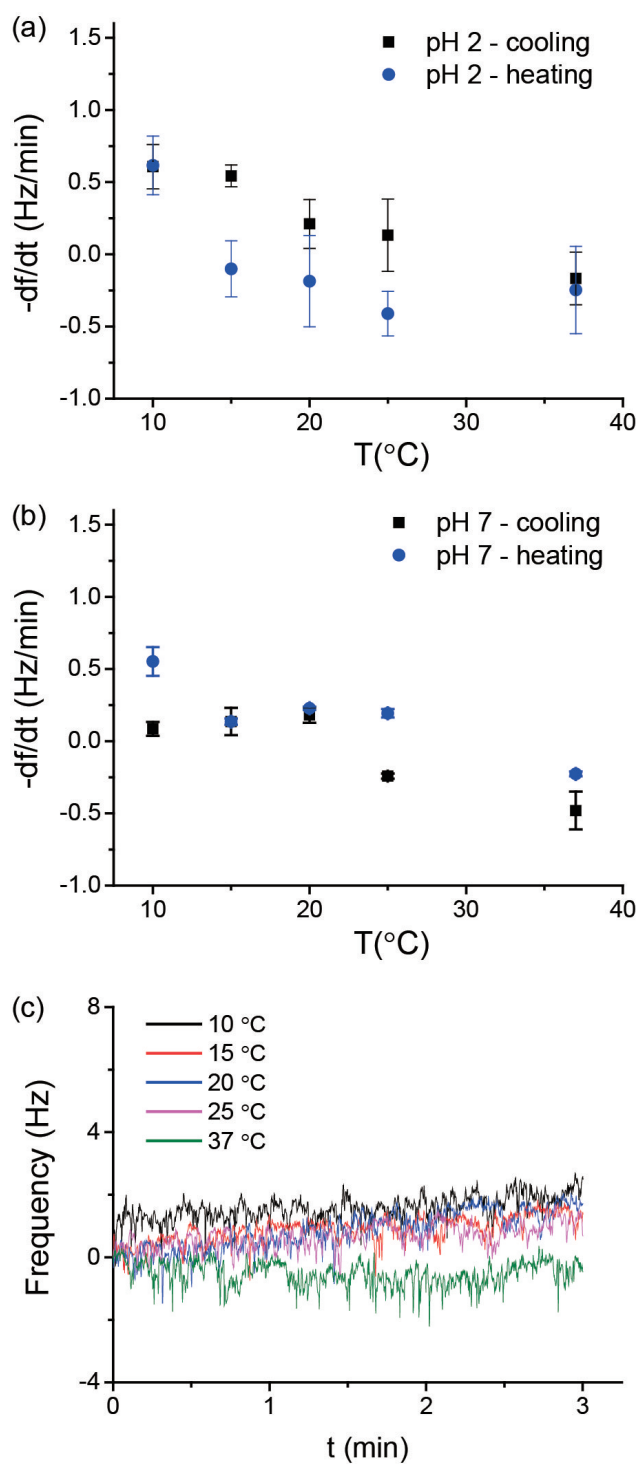 (a)
1.5
1.0
0.5
0.0
-0.5
-1.0
-df/dt (Hz/min)
pH 2 - cooling
pH 2 - heating
10 20 30 40
T(°C)
(b)
1.5
1.0
0.5
0.0
-0.5
-1.0
-df/dt (Hz/min)
pH 7 - cooling
pH 7 - heating
10 20 30 40
T(°C)
(c)
8
4
0
-4
Frequency (Hz)
10 °C
15 °C
20 °C
25 °C
37 °C
0 1 2 3
t (min)